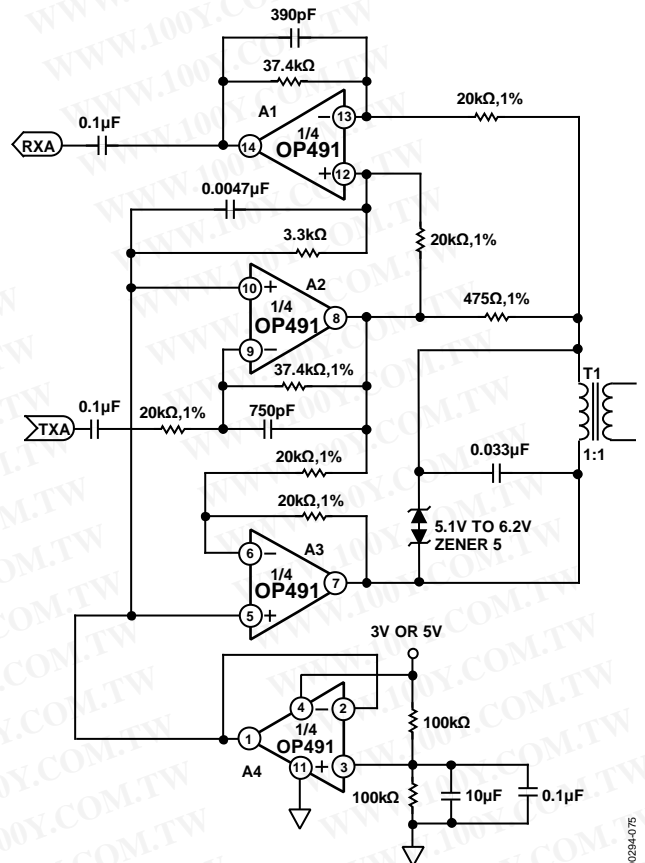 390pF
37.4kΩ
A1
20kΩ,1%
0.1µF
13
–
1/4
OP491
14
RXA
+
12
0.0047µF
3.3kΩ
20kΩ,1%
A2
10
+
1/4
OP491
8
475Ω,1%
9
–
37.4kΩ,1%
T1
0.1µF
20kΩ,1%
750pF
TXA
1:1
0.033µF
20kΩ,1%
20kΩ,1%
5.1V TO 6.2V
ZENER 5
A3
6
–
1/4
OP491
7
5
+
3V OR 5V
4
–
2
100kΩ
1/4
OP491
1
A4
11
+
3
100kΩ
10µF
0.1µF
00294-075
WWW.100Y.COM.TW